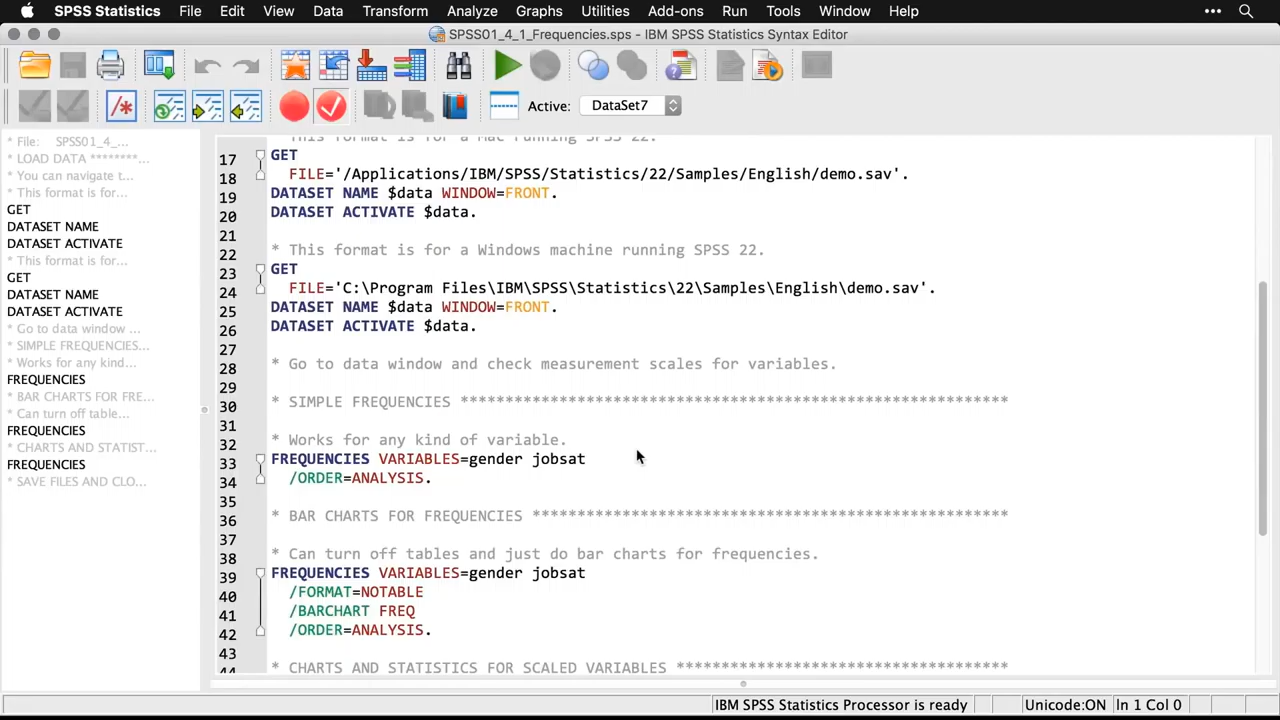 SPSS Statistics File Edit View Data Transform Analyze Graphs Utilities Add-ons Run Tools Window Help
SPSS01_4_1_Frequencies.sps - IBM SPSS Statistics Syntax Editor
Active: DataSet7
* File: SPSS01_4_...
* LOAD DATA ********...
* You can navigate t...
* This format is for...
GET
DATASET NAME
DATASET ACTIVATE
* This format is for...
GET
DATASET NAME
DATASET ACTIVATE
* Go to data window ...
* SIMPLE FREQUENCIES...
* Works for any kind...
FREQUENCIES
* BAR CHARTS FOR FRE...
* Can turn off table...
FREQUENCIES
* CHARTS AND STATIST...
FREQUENCIES
* SAVE FILES AND CLO...
* This format is for a Mac running SPSS 22.
17 GET
18 FILE='/Applications/IBM/SPSS/Statistics/22/Samples/English/demo.sav'.
19 DATASET NAME $data WINDOW=FRONT.
20 DATASET ACTIVATE $data.
21
22 * This format is for a Windows machine running SPSS 22.
23 GET
24 FILE='C:\Program Files\IBM\SPSS\Statistics\22\Samples\English\demo.sav'.
25 DATASET NAME $data WINDOW=FRONT.
26 DATASET ACTIVATE $data.
27
28 * Go to data window and check measurement scales for variables.
29
30 * SIMPLE FREQUENCIES *************************************************************
31
32 * Works for any kind of variable.
33 FREQUENCIES VARIABLES=gender jobsat
34 /ORDER=ANALYSIS.
35
36 * BAR CHARTS FOR FREQUENCIES *****************************************************
37
38 * Can turn off tables and just do bar charts for frequencies.
39 FREQUENCIES VARIABLES=gender jobsat
40 /FORMAT=NOTABLE
41 /BARCHART FREQ
42 /ORDER=ANALYSIS.
43
44 * CHARTS AND STATISTICS FOR SCALED VARIABLES *************************************
IBM SPSS Statistics Processor is ready Unicode:ON In 1 Col 0